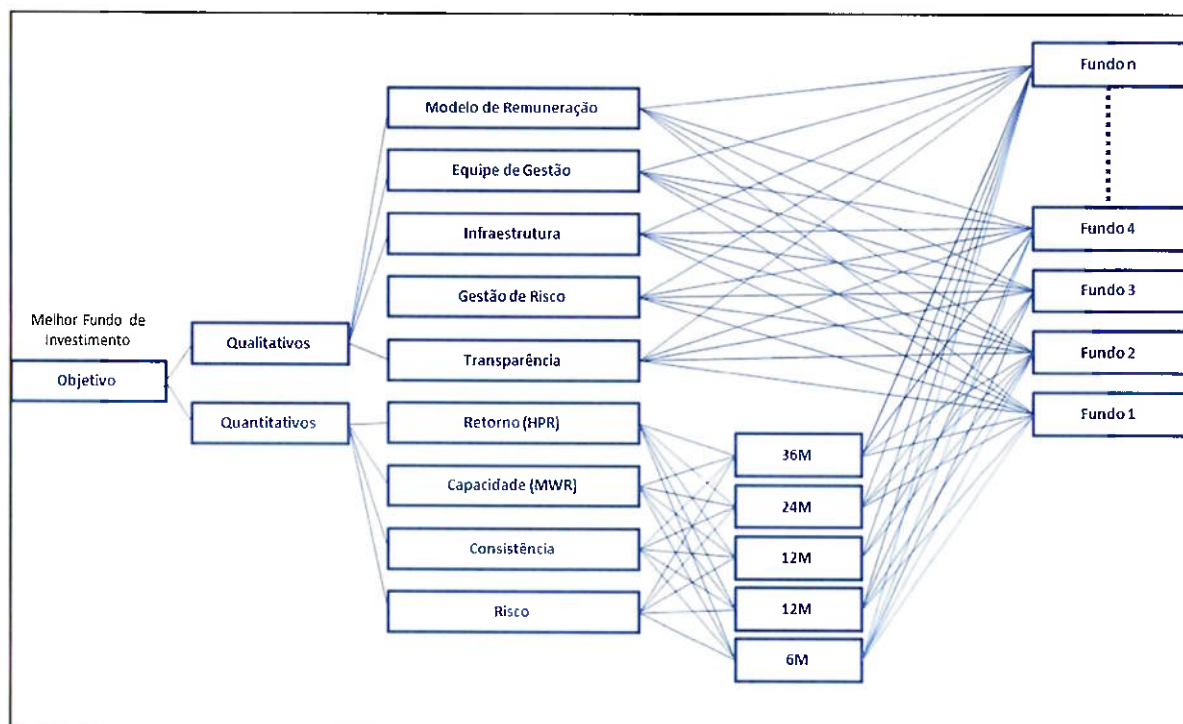 Melhor Fundo de
Investimento
Objetivo
Qualitativos
Quantitativos
Modelo de Remuneração
Equipe de Gestão
Infraestrutura
Gestão de Risco
Transparência
Retorno (HPR)
Capacidade (MWR)
Consistência
Risco
36M
24M
12M
12M
6M
Fundo n
Fundo 4
Fundo 3
Fundo 2
Fundo 1